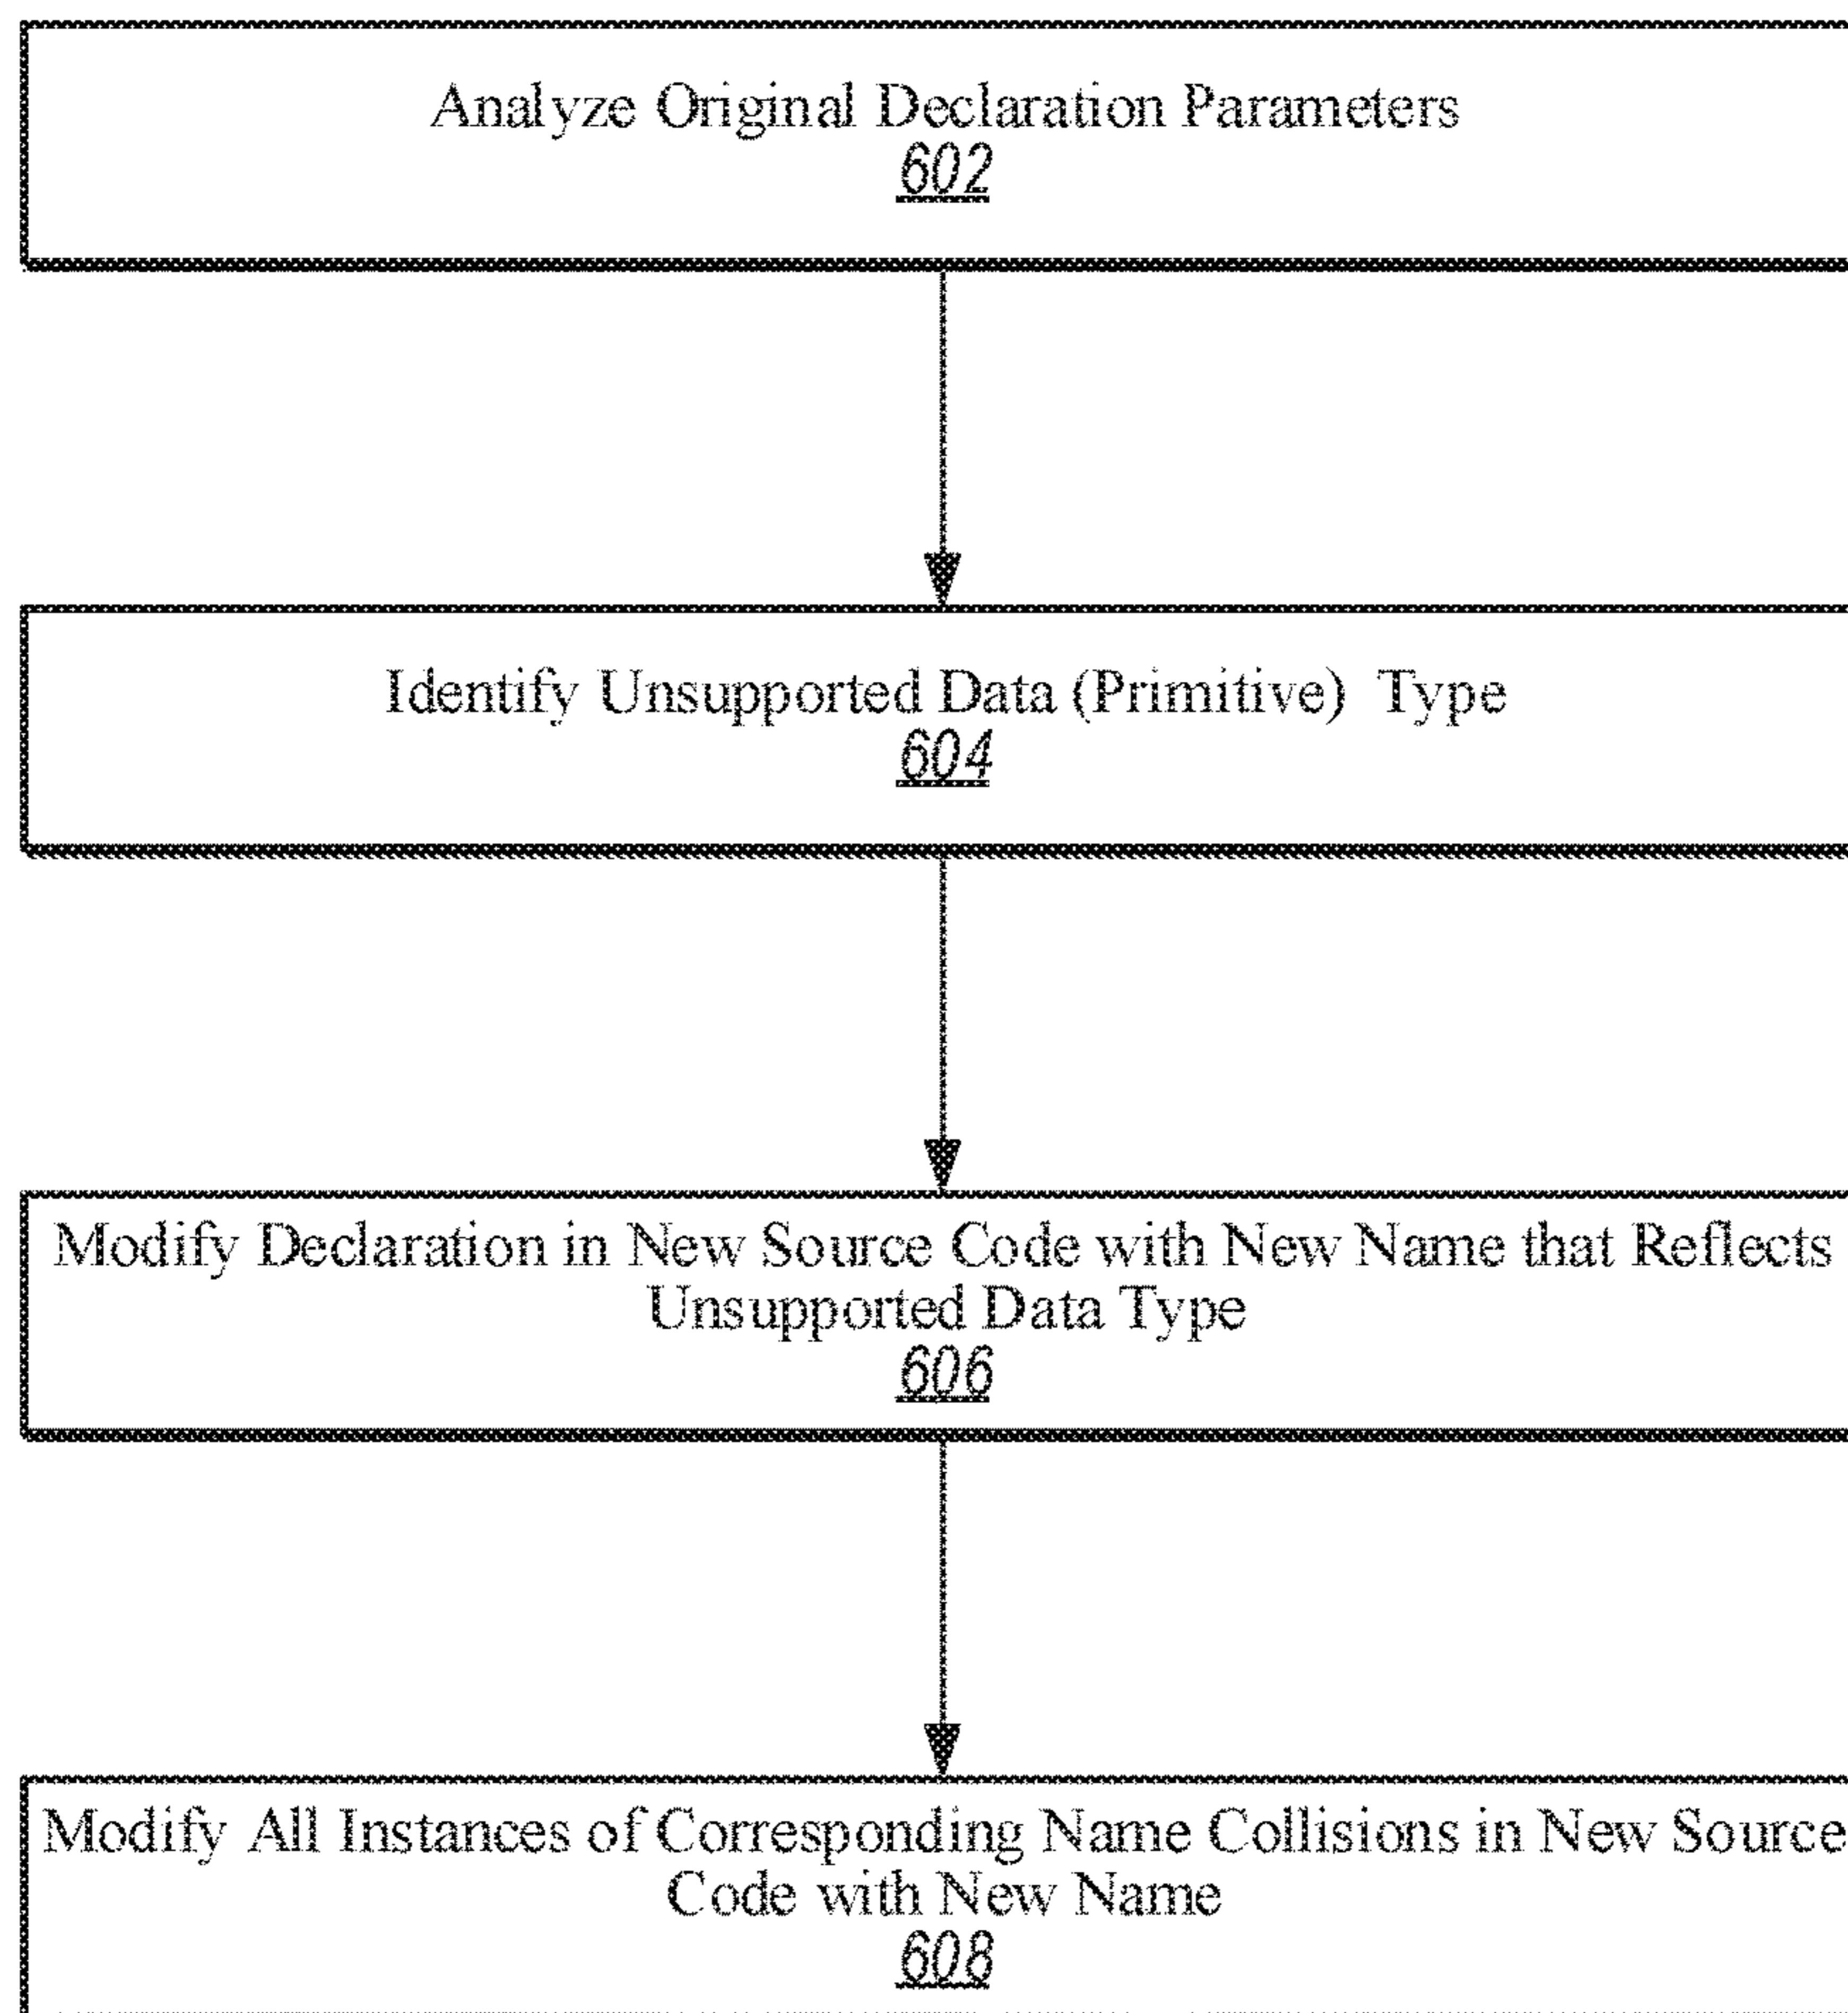 Analyze Original Declaration Parameters
602
Identify Unsupported Data (Primitive) Type
604
Modify Declaration in New Source Code with New Name that Reflects
Unsupported Data Type
606
Modify All Instances of Corresponding Name Collisions in New Source
Code with New Name
608